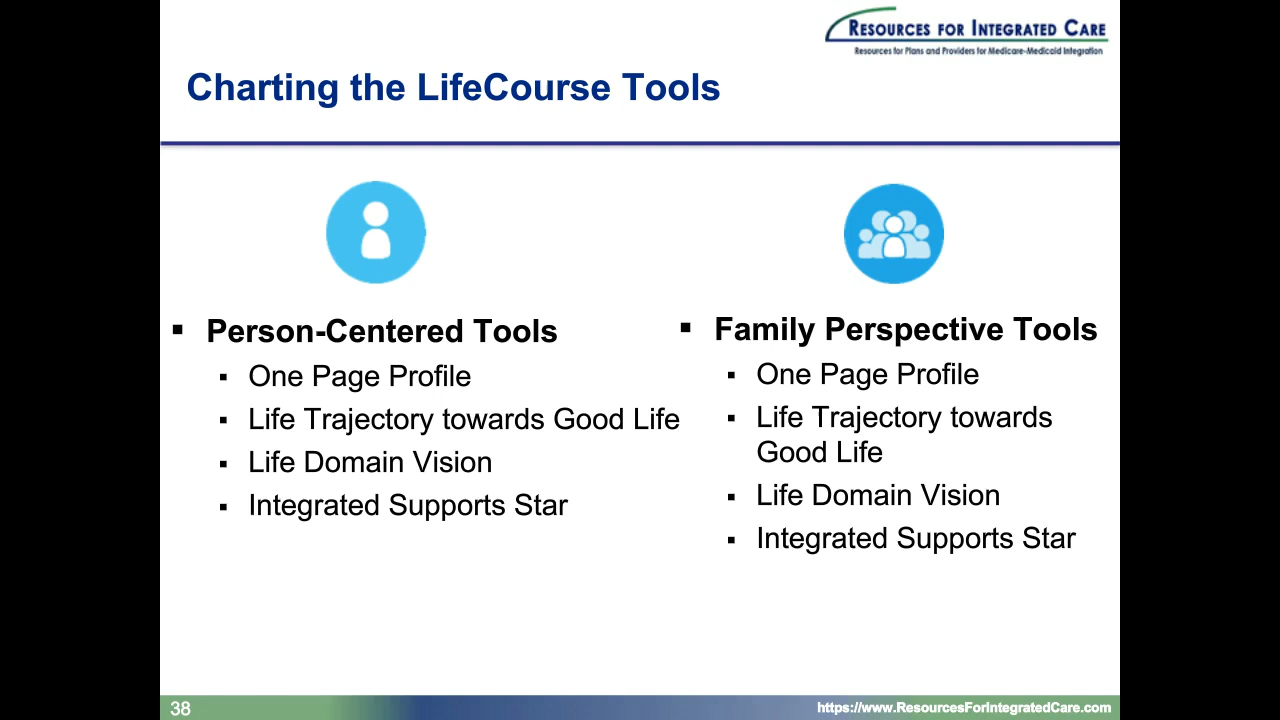 RESOURCES FOR INTEGRATED CARE
Resources for Plans and Providers for Medicare-Medicaid Integration
Charting the LifeCourse Tools
▪ Person-Centered Tools
▪ One Page Profile
▪ Life Trajectory towards Good Life
▪ Life Domain Vision
▪ Integrated Supports Star
▪ Family Perspective Tools
▪ One Page Profile
▪ Life Trajectory towards
Good Life
▪ Life Domain Vision
▪ Integrated Supports Star
38
https://www.ResourcesForIntegratedCare.com